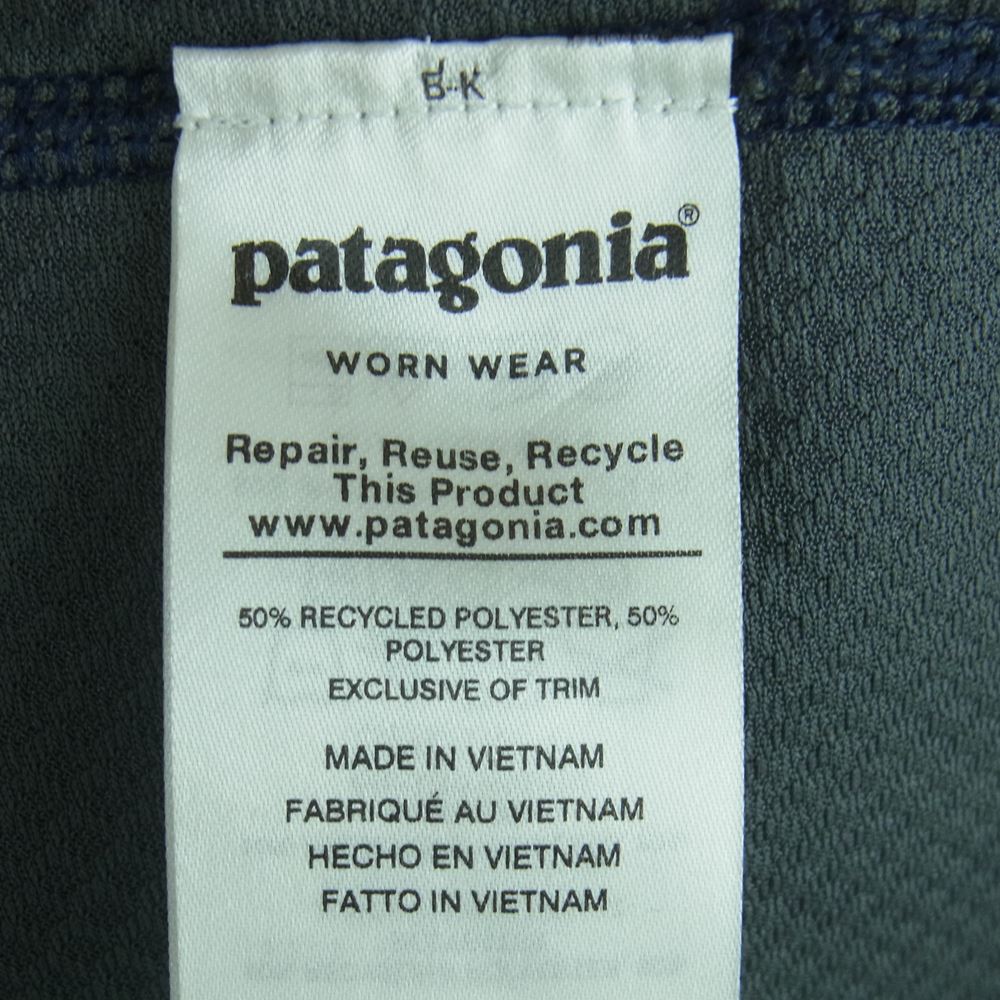 patagonia®
WORN WEAR
Repair, Reuse, Recycle
This Product
www.patagonia.com
50% RECYCLED POLYESTER, 50%
POLYESTER
EXCLUSIVE OF TRIM
MADE IN VIETNAM
FABRIQUÉ AU VIETNAM
HECHO EN VIETNAM
FATTO IN VIETNAM